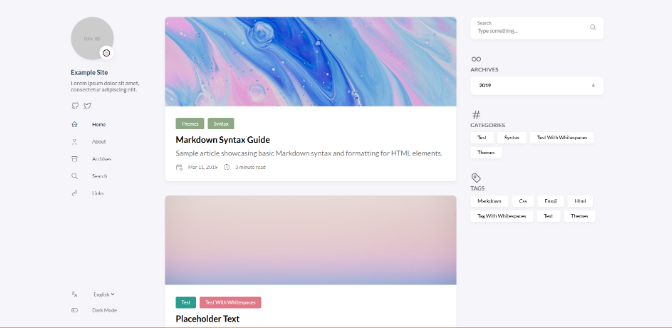 Example Site
Lorem ipsum dolor sit amet,
consectetur adipiscing elit.
Home
About
Archives
Search
Links
English
Dark Mode
Themes
Syntax
Markdown Syntax Guide
Sample article showcasing basic Markdown syntax and formatting for HTML elements.
Mar 11, 2019
3 minute read
Test
Test With Whitespaces
Placeholder Text
Search
Type something...
ARCHIVES
2019
CATEGORIES
Test
Syntax
Test With Whitespaces
Themes
TAGS
Markdown
Css
Emoji
Html
Tag With Whitespaces
Test
Themes